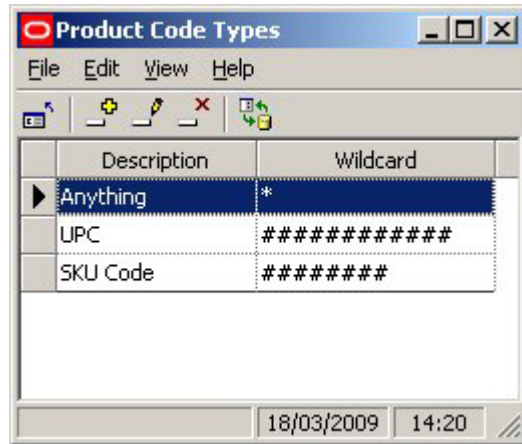 Product Code Types
File Edit View Help
Description Wildcard
Anything *
UPC ############
SKU Code ########
18/03/2009 14:20